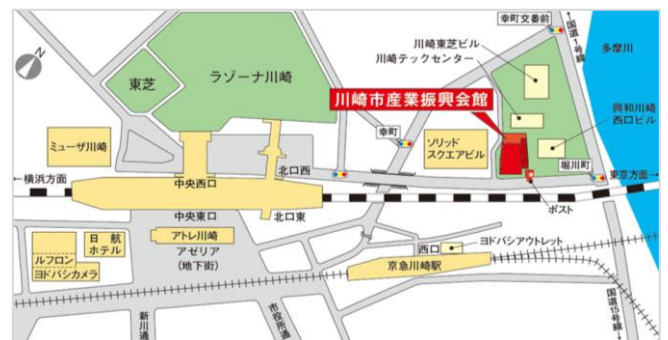 幸町交番前
国道1号線
多摩川
川崎東芝ビル
川崎テックセンター
N
東芝
ラゾーナ川崎
川崎市産業振興会館
興和川崎
西口ビル
幸町
ミューザ川崎
ソリッド
スクエアビル
堀川町
北口西
←横浜方面
東京方面→
中央西口
ポスト
中央東口
北口東
アトレ川崎
西口
ヨドバシアウトレット
日航
ホテル
アゼリア
(地下街)
ルフロン
ヨドバシカメラ
京急川崎駅
新川通
市役所通
国道15号線